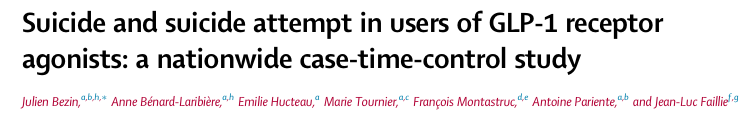 Suicide and suicide attempt in users of GLP-1 receptor
agonists: a nationwide case-time-control study
Julien Bezin,a,b,h,∗ Anne Bénard-Laribière,a,h Emilie Hucteau,a Marie Tournier,a,c François Montastruc,d,e Antoine Pariente,a,b and Jean-Luc Faillief,g